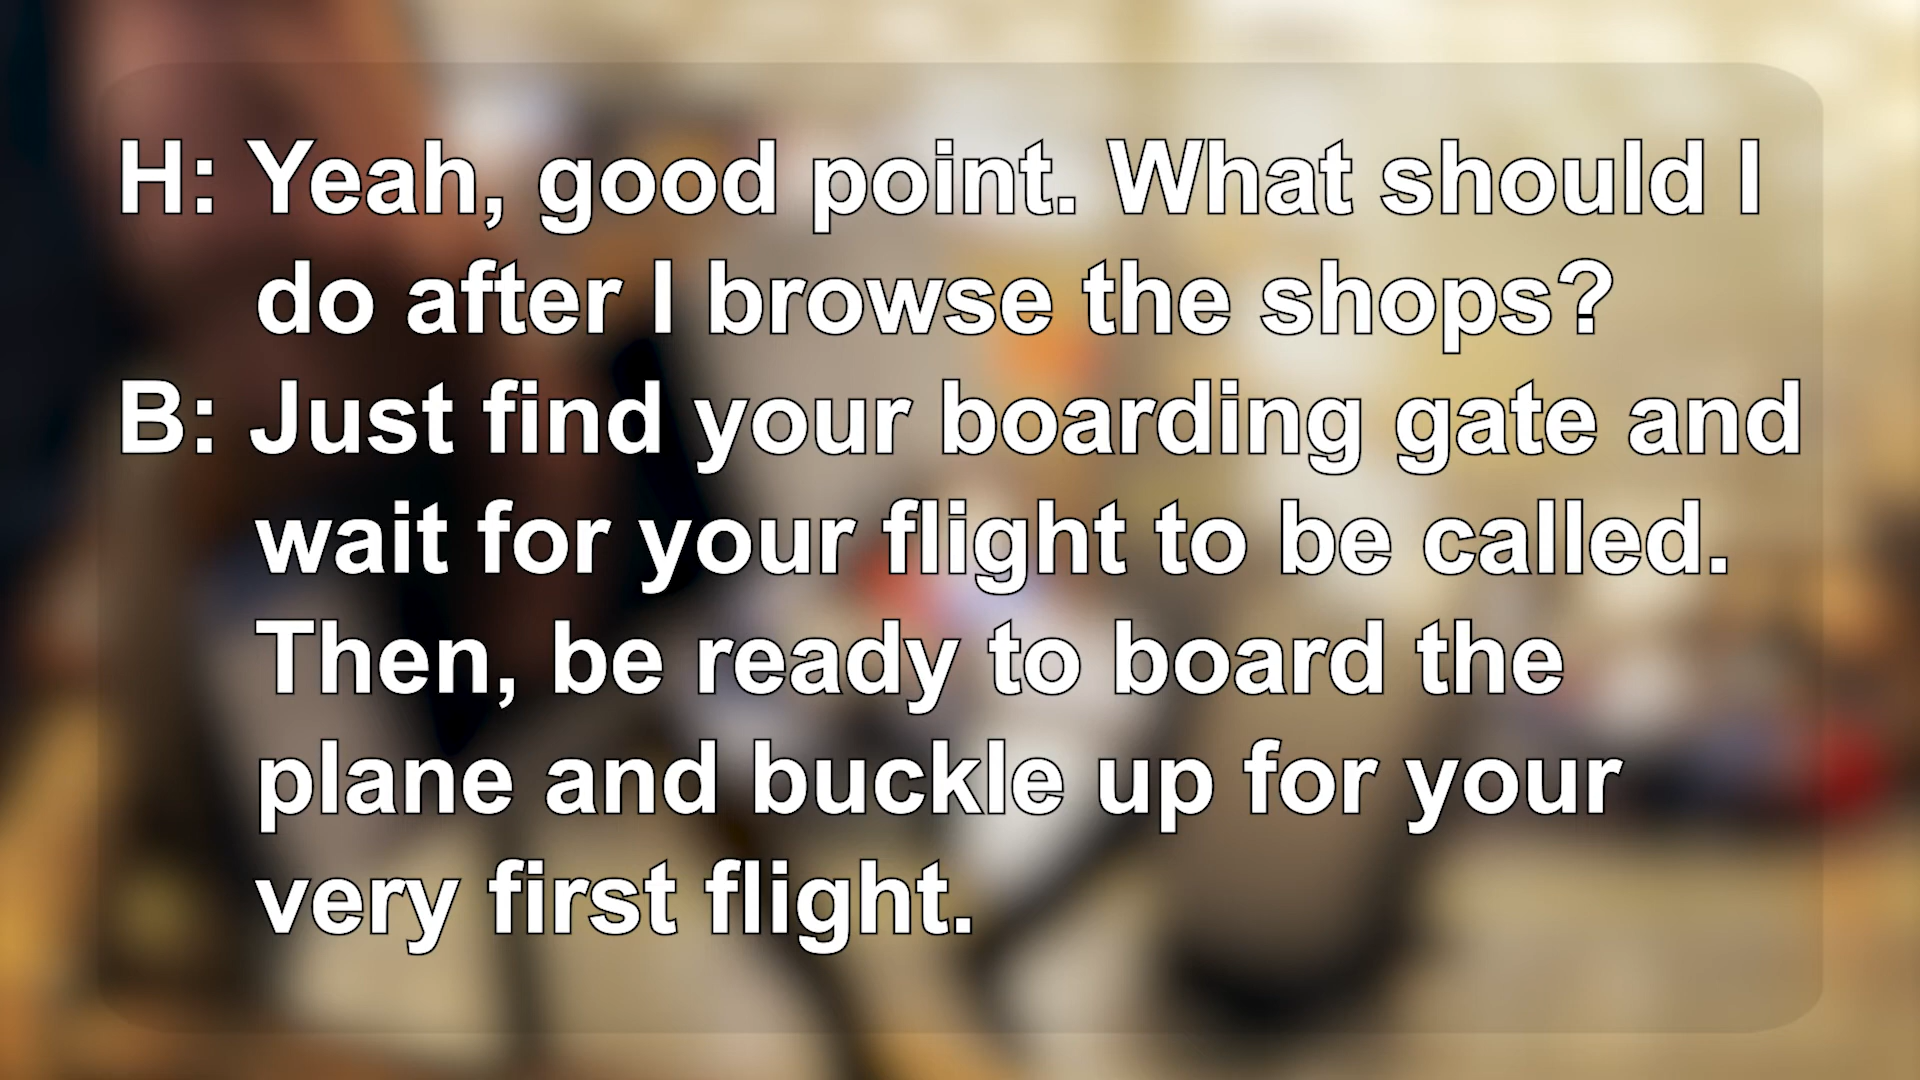 H: Yeah, good point. What should I
do after I browse the shops?
B: Just find your boarding gate and
wait for your flight to be called.
Then, be ready to board the
plane and buckle up for your
very first flight.